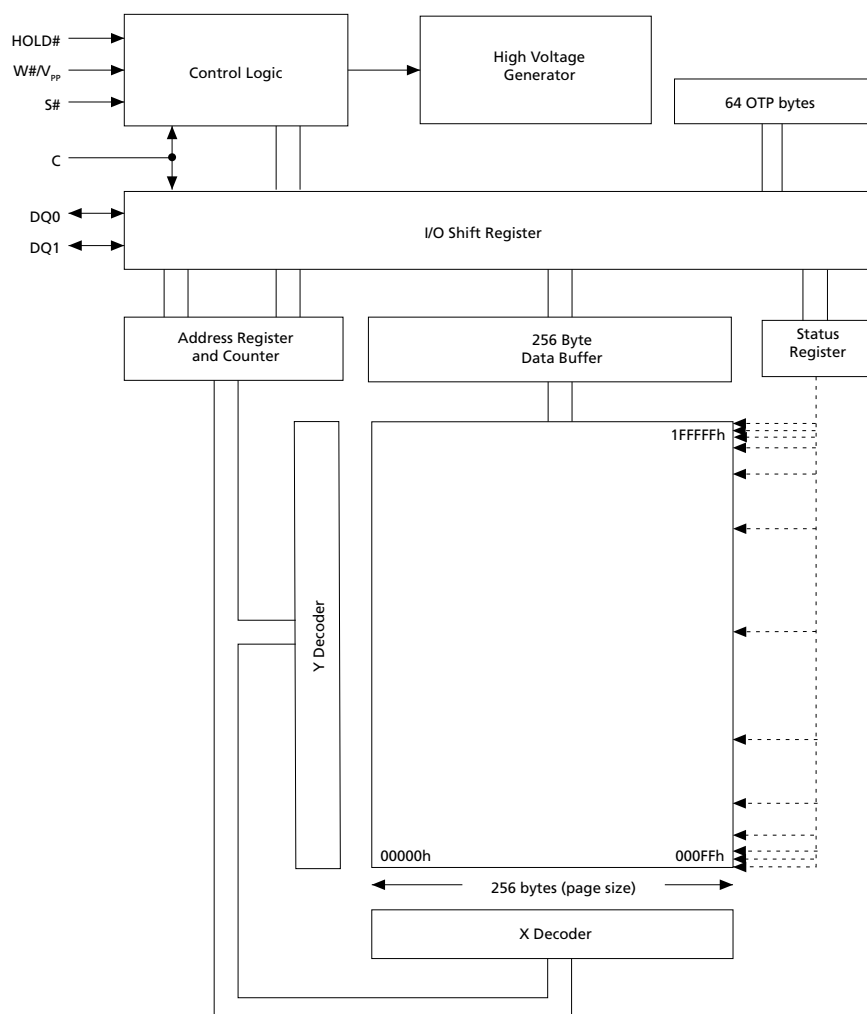 HOLD#
W#/VPP
S#
Control Logic
High Voltage
Generator
64 OTP bytes
C
DQ0
DQ1
I/O Shift Register
Address Register
and Counter
256 Byte
Data Buffer
Status
Register
1FFFFFh
Y Decoder
00000h
000FFh
256 bytes (page size)
X Decoder